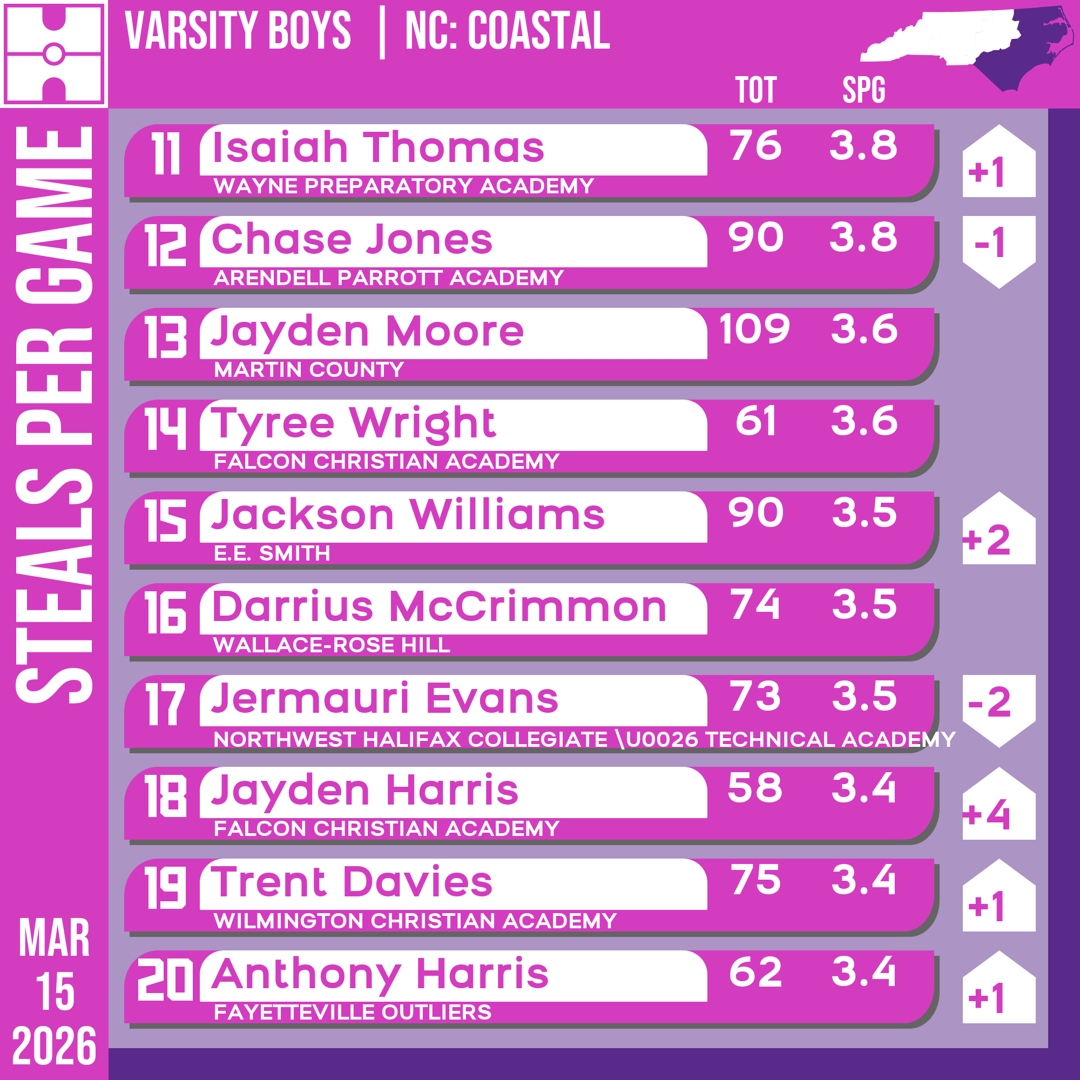 VARSITY BOYS | NC: COASTAL
TOT SPG
STEALS PER GAME
11 Isaiah Thomas 76 3.8 +1
WAYNE PREPARATORY ACADEMY
12 Chase Jones 90 3.8 -1
ARENDELL PARROTT ACADEMY
13 Jayden Moore 109 3.6
MARTIN COUNTY
14 Tyree Wright 61 3.6
FALCON CHRISTIAN ACADEMY
15 Jackson Williams 90 3.5 +2
E.E. SMITH
16 Darrius McCrimmon 74 3.5
WALLACE-ROSE HILL
17 Jermauri Evans 73 3.5 -2
NORTHWEST HALIFAX COLLEGIATE \U0026 TECHNICAL ACADEMY
18 Jayden Harris 58 3.4 +4
FALCON CHRISTIAN ACADEMY
19 Trent Davies 75 3.4 +1
WILMINGTON CHRISTIAN ACADEMY
20 Anthony Harris 62 3.4 +1
FAYETTEVILLE OUTLIERS
MAR
15
2026